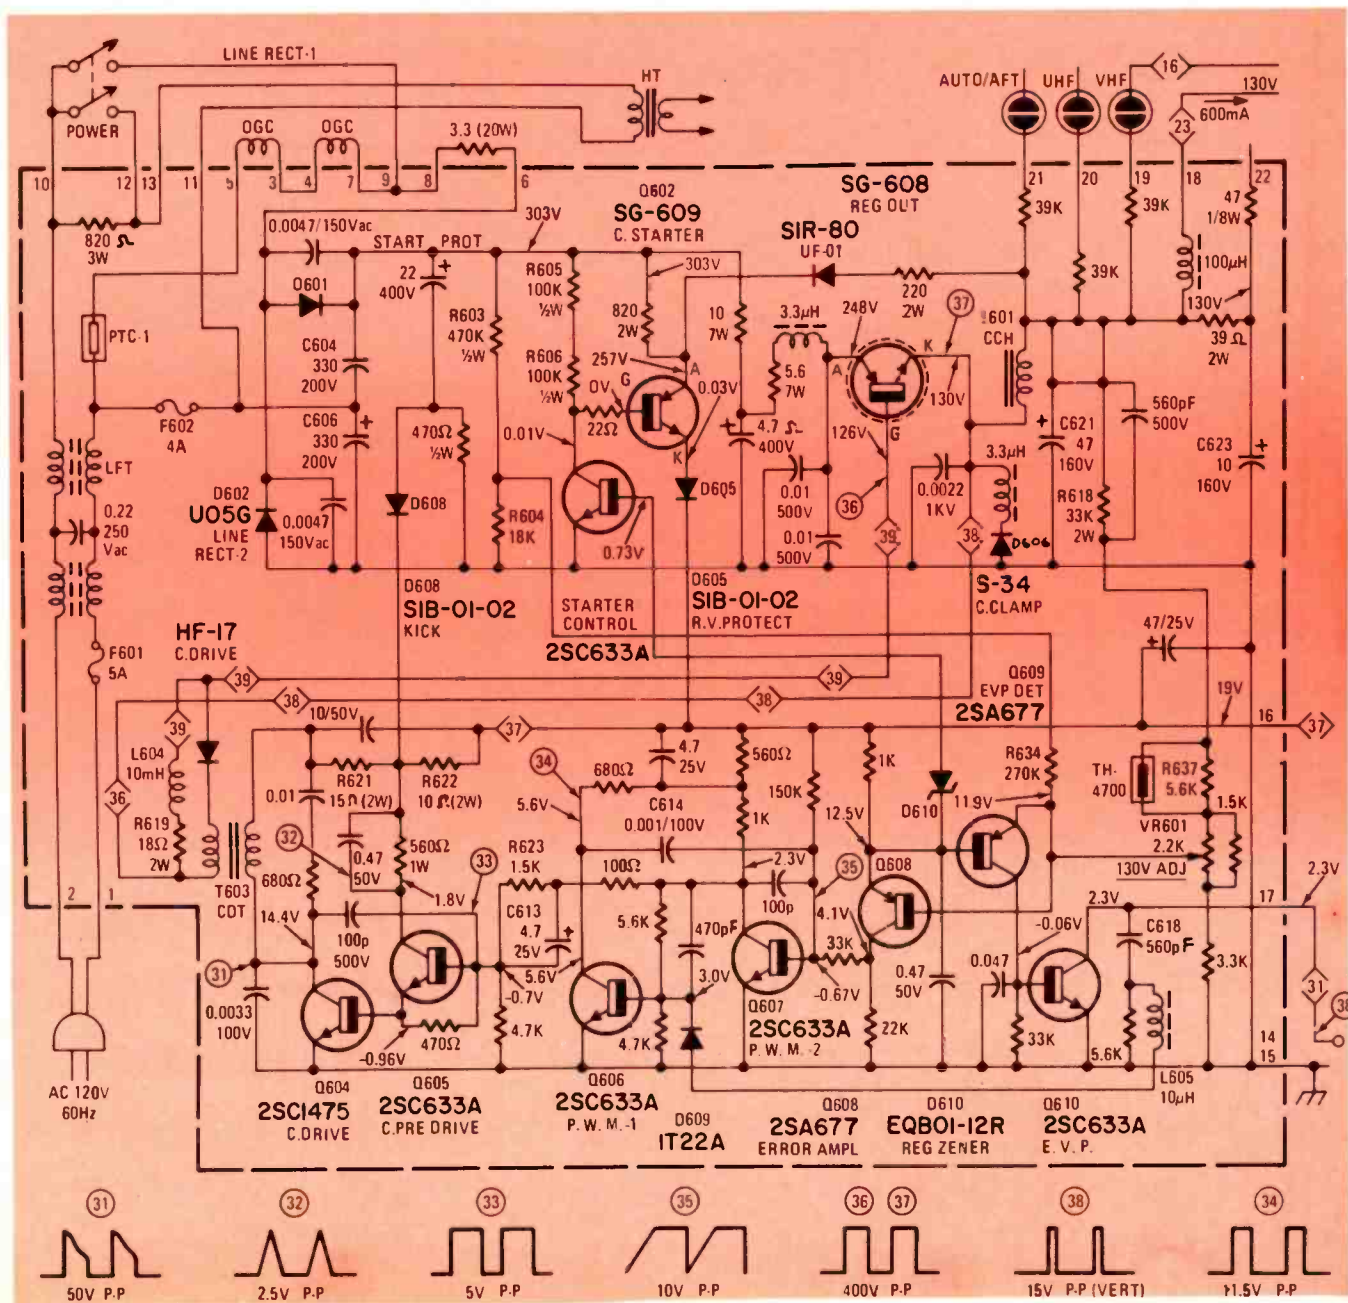 LINE RECT-1
POWER
HT
AUTO/AFT
UHF
VHF
16
130V
600mA
23
OGC
OGC
3.3 (20W)
10
12
13
11
5
3
4
7
9
8
6
21
20
19
18
22
Q602
SG-609
C. STARTER
SG-608
REG OUT
SIR-80
UF-01
820 Ω
3W
0.0047/150Vac
START PROT
303V
303V
22
400V
R605
100K
½W
R603
470K
½W
R606
100K
½W
820
2W
10
7W
3.3µH
5.6
7W
220
2W
248V
37
39K
39K
39K
47
1/8W
100µH
130V
39 Ω
2W
CCH
PTC-1
F602
4A
C604
330
200V
C606
330
200V
257V
A
0V
G
0.03V
22Ω
K
0.01V
470Ω
½W
A
K
130V
126V
G
4.7 Ω
400V
C621
47
160V
560pF
500V
C623
10
160V
LFT
0.22
250
Vac
D602
U05G
LINE
RECT-2
0.0047
150Vac
D608
R604
18K
0.73V
D605
0.01
500V
0.01
500V
36
39
0.0022
1KV
38
3.3µH
D606
R618
33K
2W
S-34
C.CLAMP
D608
SIB-01-02
KICK
STARTER
CONTROL
2SC633A
D605
SIB-01-02
R.V.PROTECT
HF-17
C.DRIVE
F601
5A
39
38
39
38
Q609
EVP DET
2SA677
47/25V
19V
16
37
39
L604
10mH
36
R619
18Ω
2W
10/50V
37
R621
15Ω (2W)
R622
10 Ω (2W)
0.01
32
0.47
50V
560Ω
1W
1.8V
33
680Ω
34
5.6V
680Ω
4.7
25V
C614
0.001/100V
560Ω
1K
150K
1K
12.5V
D610
R634
270K
11.9V
TH-
4700
R637
5.6K
1.5K
VR601
2.2K
130V ADJ
T603
CDT
2
1
14.4V
100p
500V
R623
1.5K
100Ω
C613
4.7
25V
5.6K
470pF
2.3V
100p
35
4.1V
33K
Q608
2.3V
17
2.3V
31
0.0033
100V
-0.96V
470Ω
5.6V
-0.7V
4.7K
4.7K
3.0V
-0.67V
Q607
2SC633A
P. W. M.-2
22K
0.47
50V
-0.06V
0.047
33K
C618
560pF
5.6K
L605
10µH
3.3K
31
38
14
15
AC 120V
60Hz
Q604
2SC1475
C.DRIVE
Q605
2SC633A
C.PRE DRIVE
Q606
2SC633A
P. W. M.-1
D609
1T22A
Q608
2SA677
ERROR AMPL
D610
EQB01-12R
REG ZENER
Q610
2SC633A
E. V. P.
31
32
33
35
36
37
38
34
50V P-P
2.5V P-P
5V P-P
10V P-P
400V P-P
15V P-P (VERT)
11.5V P-P